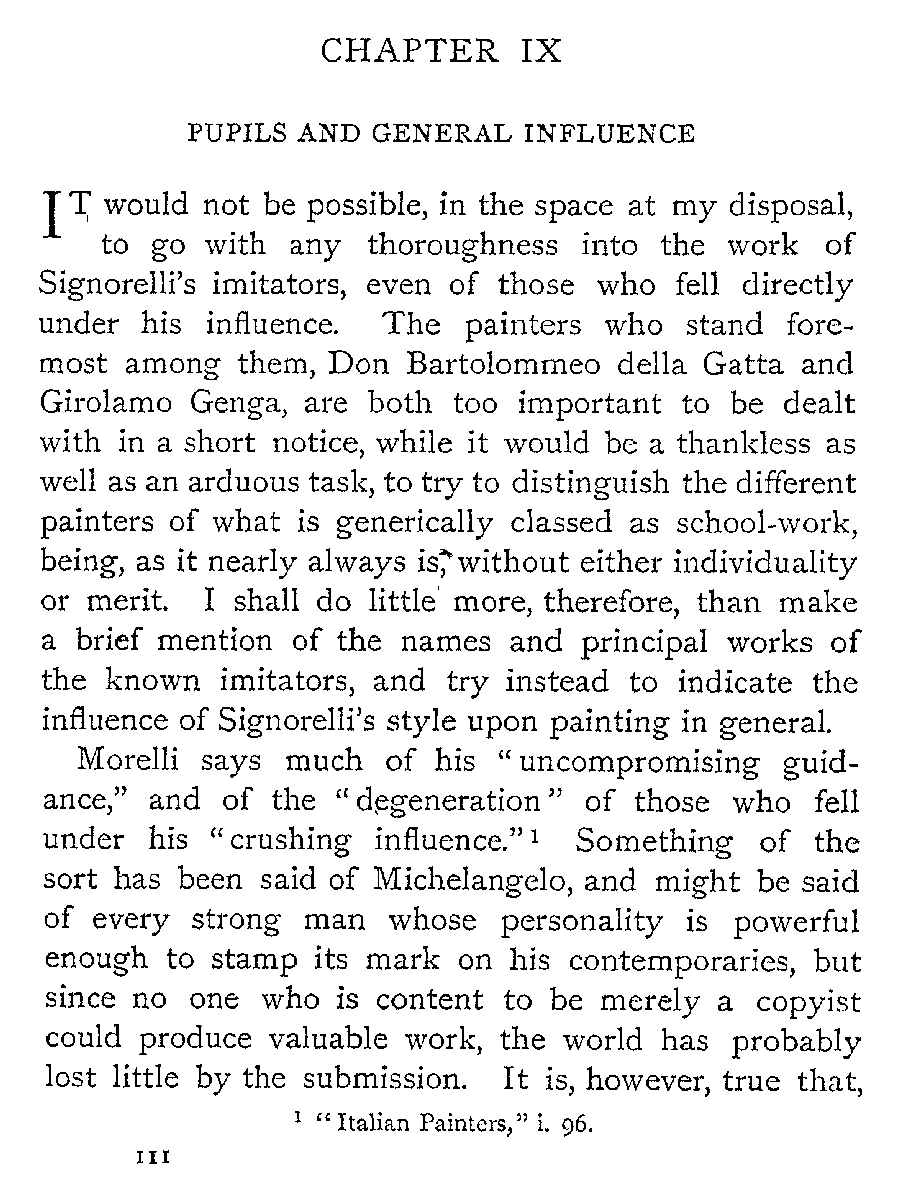 CHAPTER IX
PUPILS AND GENERAL INFLUENCE
IT would not be possible, in the space at my disposal,
to go with any thoroughness into the work of
Signorelli's imitators, even of those who fell directly
under his influence. The painters who stand fore-
most among them, Don Bartolommeo della Gatta and
Girolamo Genga, are both too important to be dealt
with in a short notice, while it would be a thankless as
well as an arduous task, to try to distinguish the different
painters of what is generically classed as school-work,
being, as it nearly always is, without either individuality
or merit. I shall do little more, therefore, than make
a brief mention of the names and principal works of
the known imitators, and try instead to indicate the
influence of Signorelli's style upon painting in general.
Morelli says much of his "uncompromising guid-
ance," and of the "degeneration" of those who fell
under his "crushing influence."¹ Something of the
sort has been said of Michelangelo, and might be said
of every strong man whose personality is powerful
enough to stamp its mark on his contemporaries, but
since no one who is content to be merely a copyist
could produce valuable work, the world has probably
lost little by the submission. It is, however, true that,
¹ "Italian Painters," i. 96.
III